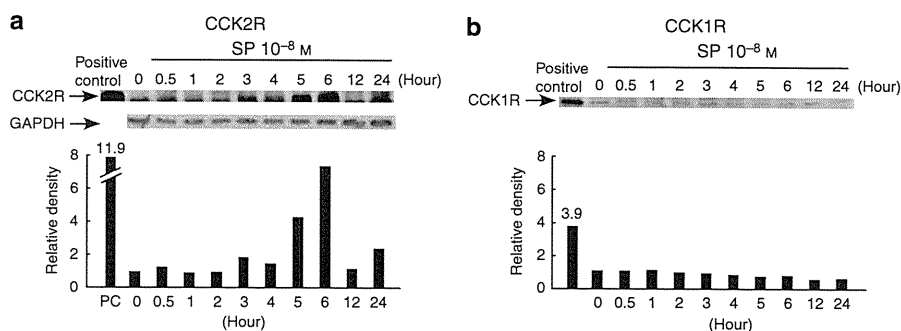 a
CCK2R
SP 10⁻⁸ M
Positive control
0 0.5 1 2 3 4 5 6 12 24 (Hour)
CCK2R
GAPDH
Relative density
8
6
4
2
0
11.9
PC 0 0.5 1 2 3 4 5 6 12 24
(Hour)
b
CCK1R
SP 10⁻⁸ M
Positive control
0 0.5 1 2 3 4 5 6 12 24 (Hour)
CCK1R
Relative density
8
6
4
2
0
3.9
0 0.5 1 2 3 4 5 6 12 24
(Hour)